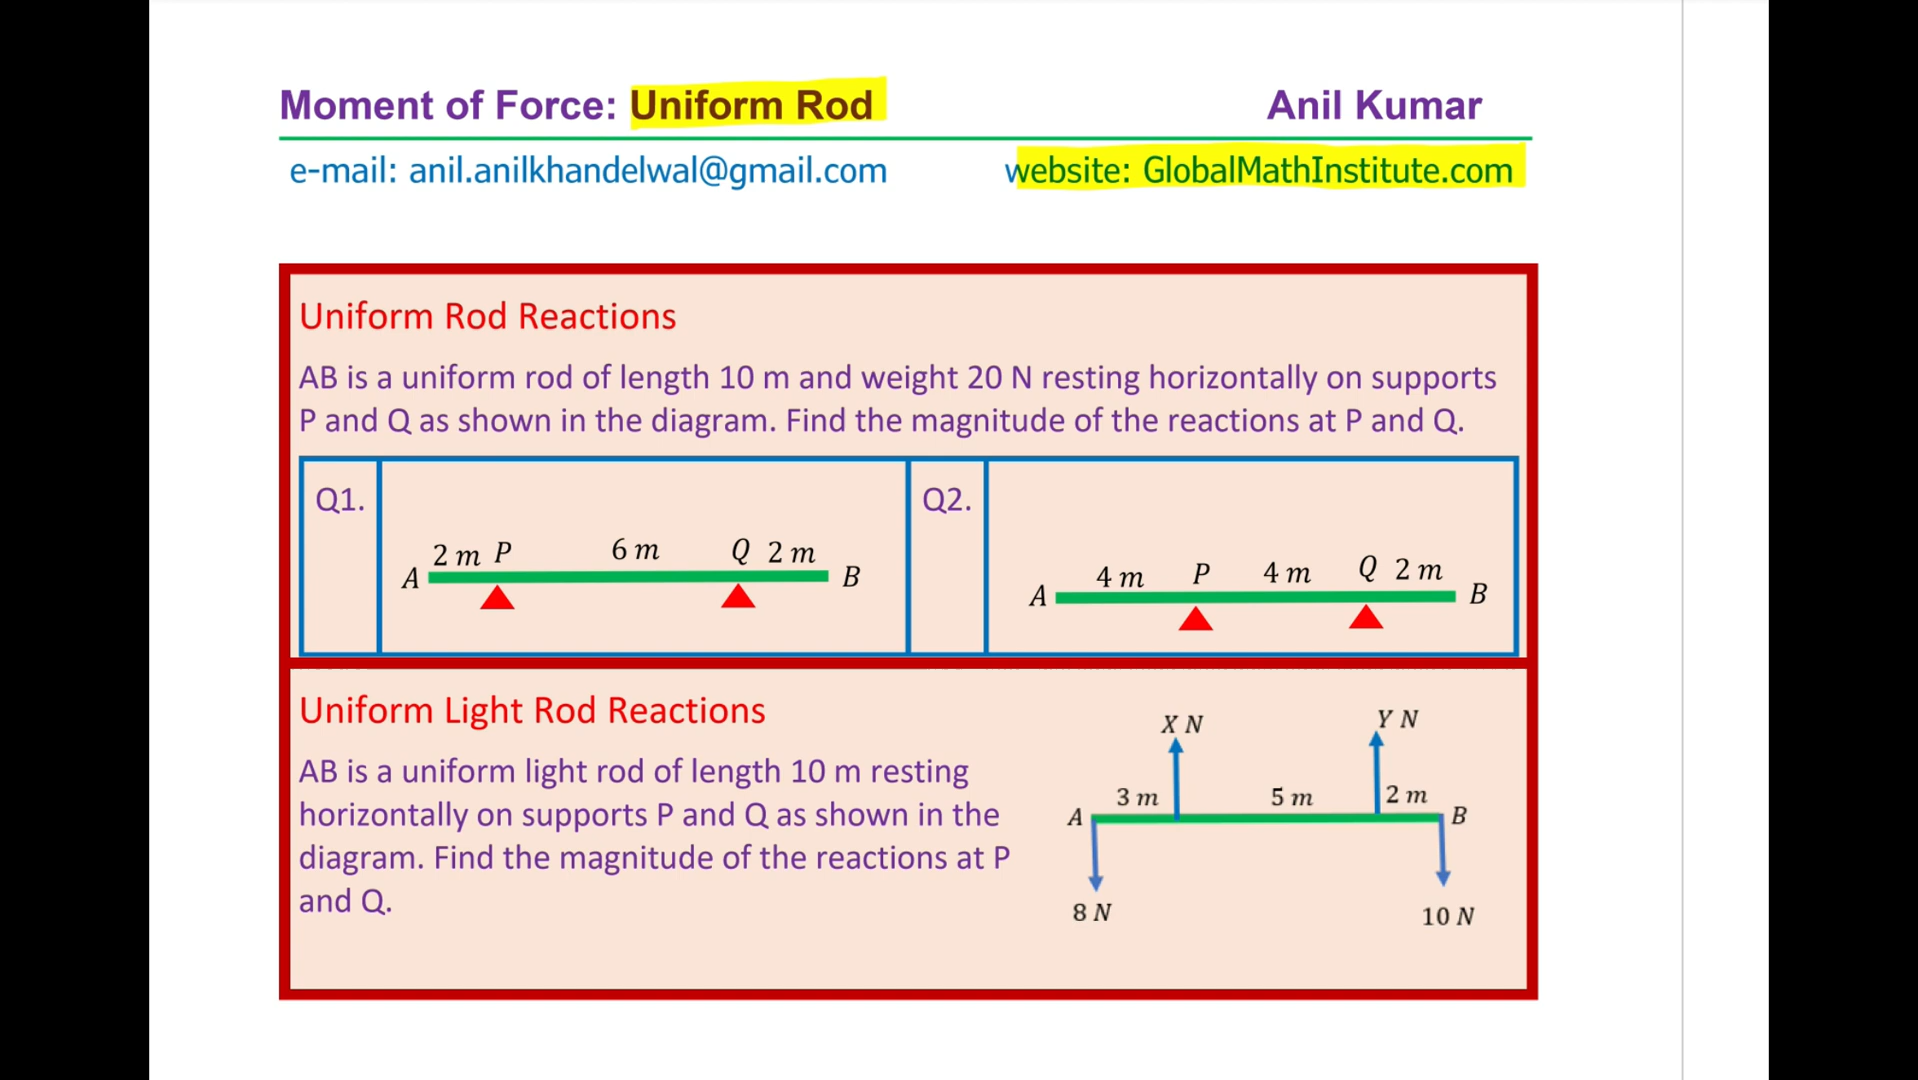 Moment of Force: Uniform Rod Anil Kumar
e-mail: anil.anilkhandelwal@gmail.com website: GlobalMathInstitute.com
Uniform Rod Reactions
AB is a uniform rod of length 10 m and weight 20 N resting horizontally on supports
P and Q as shown in the diagram. Find the magnitude of the reactions at P and Q.
Q1.
2 m P 6 m Q 2 m
A B
Q2.
4 m P 4 m Q 2 m
A B
Uniform Light Rod Reactions
AB is a uniform light rod of length 10 m resting
horizontally on supports P and Q as shown in the
diagram. Find the magnitude of the reactions at P
and Q.
X N Y N
3 m 5 m 2 m
A B
8 N 10 N